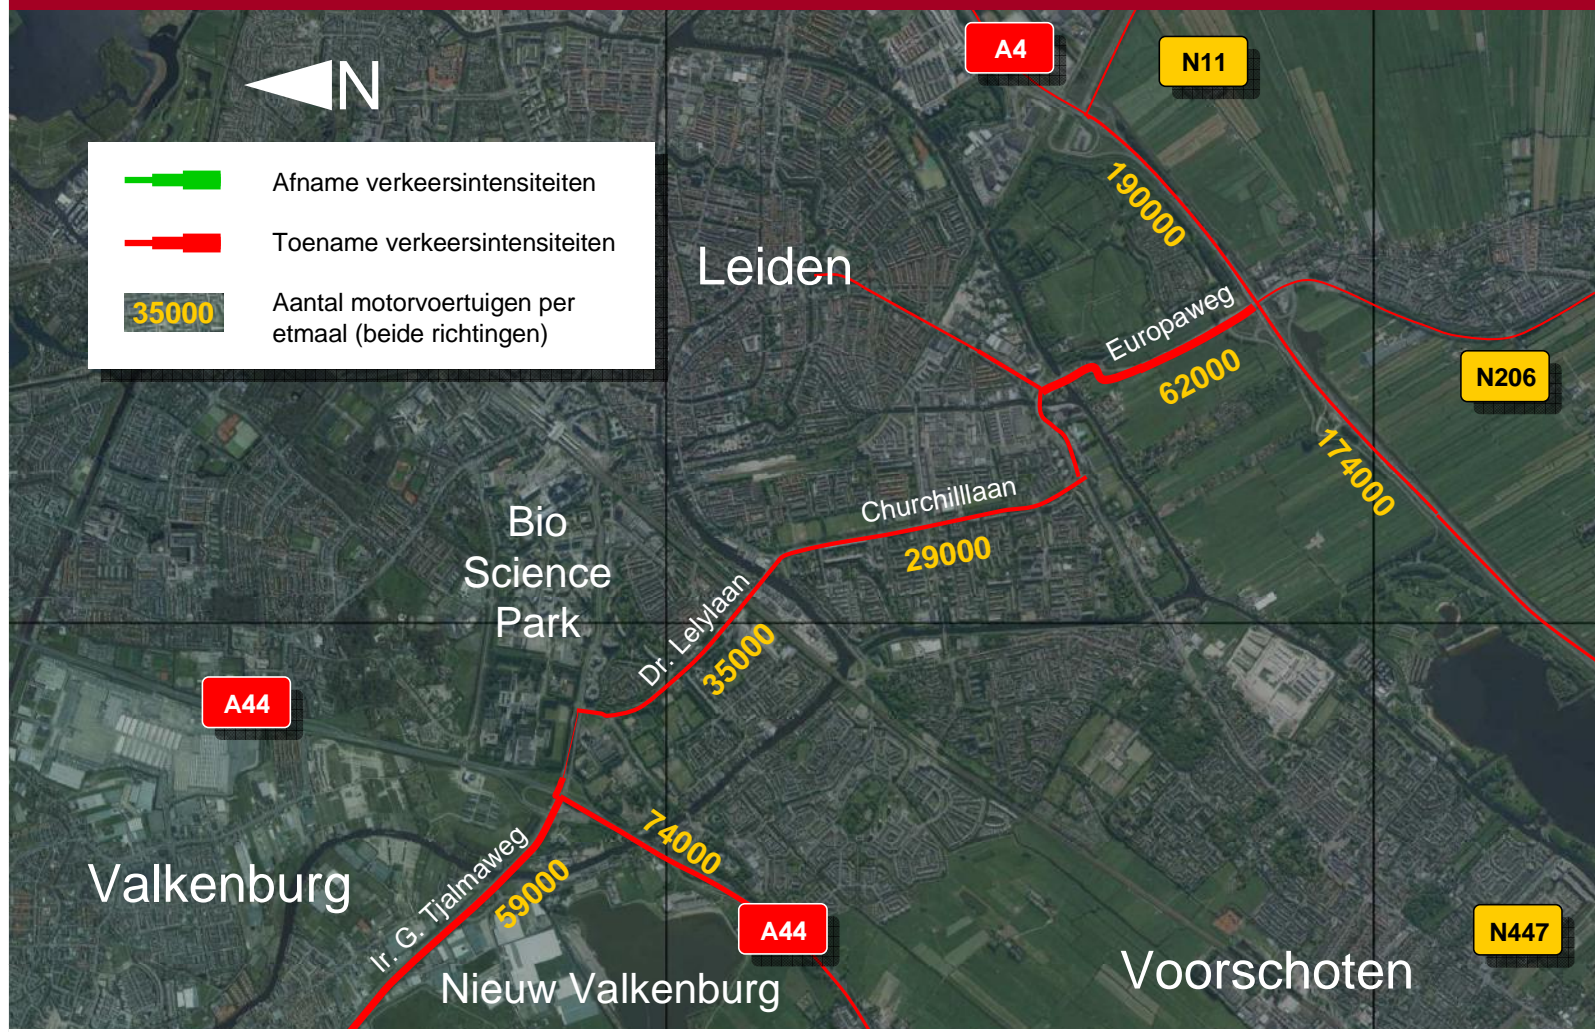 A4
N11
N
Afname verkeersintensiteiten
Toename verkeersintensiteiten
35000
Aantal motorvoertuigen per
etmaal (beide richtingen)
190000
Leiden
Europaweg
62000
N206
174000
Churchilllaan
29000
Bio
Science
Park
Dr. Lelylaan
35000
A44
74000
Valkenburg
Ir. G. Tjalmaweg
59000
A44
N447
Nieuw Valkenburg
Voorschoten